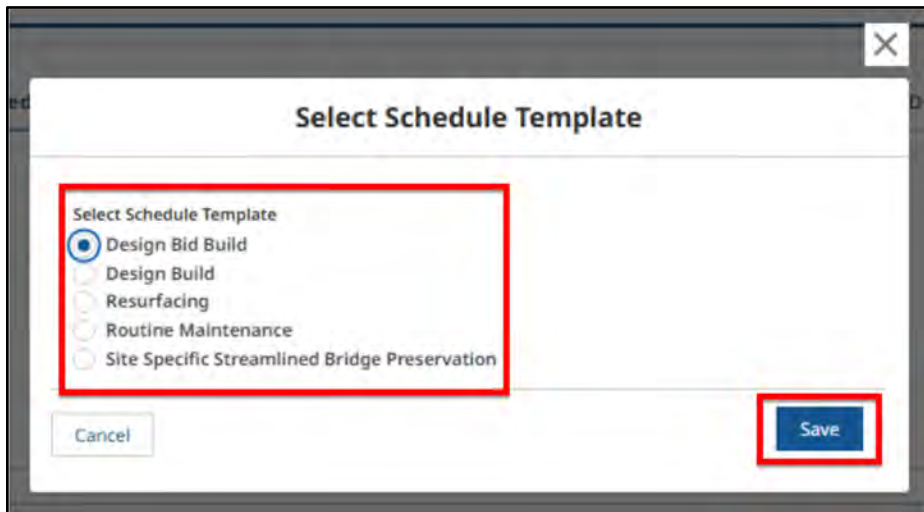 Select Schedule Template
Select Schedule Template
Design Bid Build
Design Build
Resurfacing
Routine Maintenance
Site Specific Streamlined Bridge Preservation
Cancel
Save